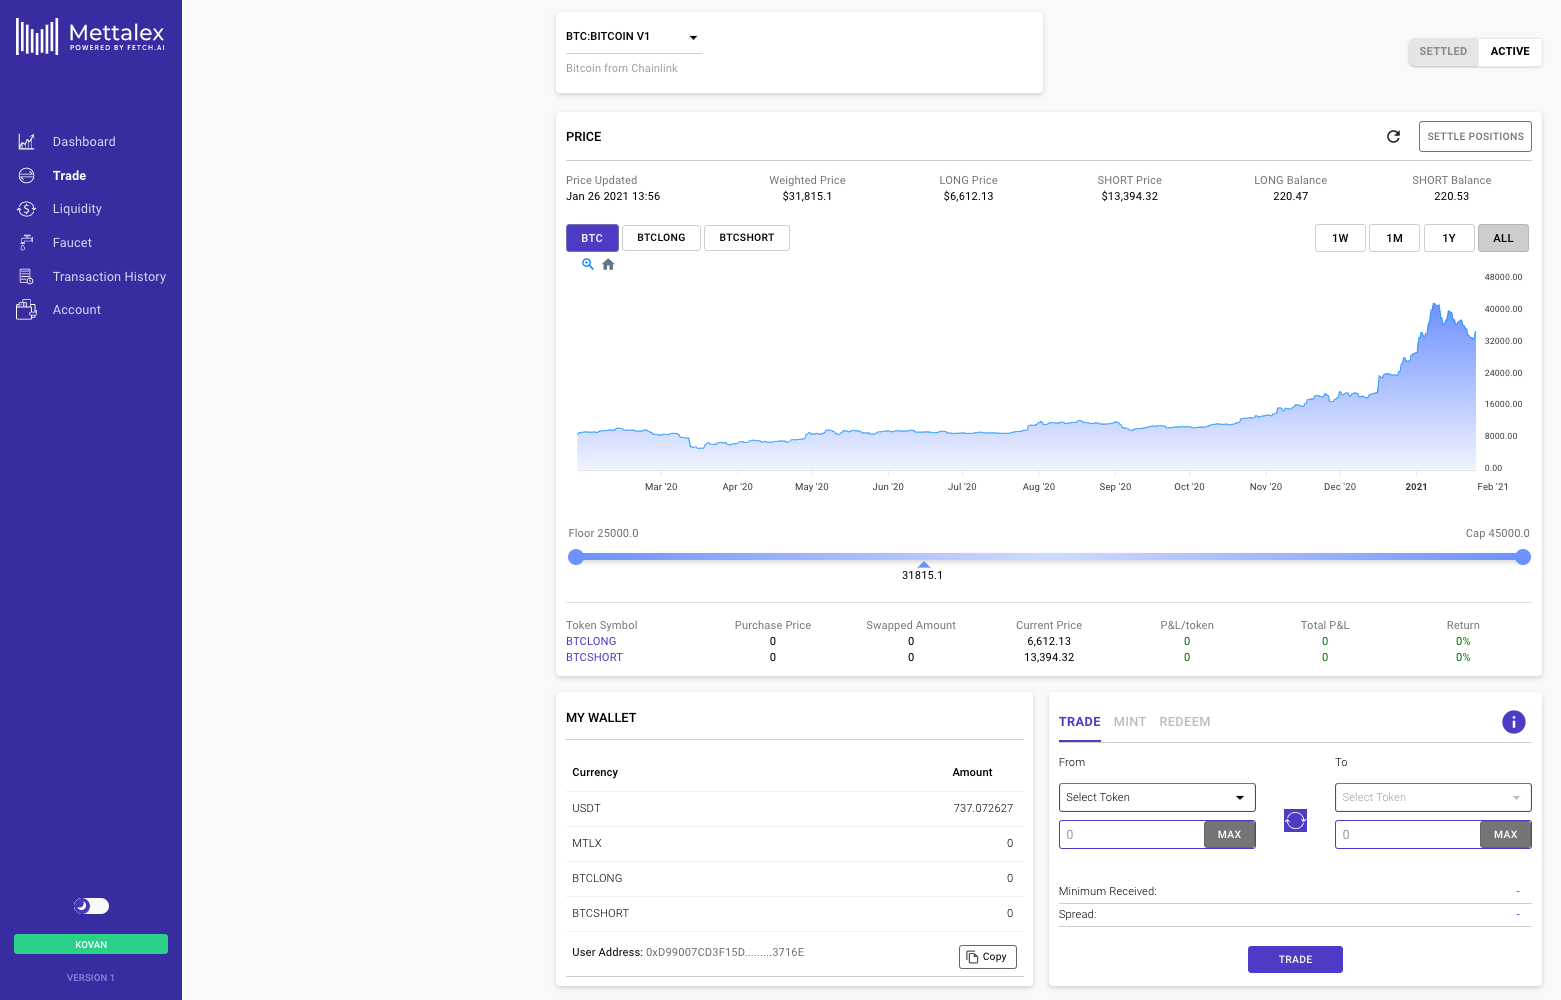 Mettalex
POWERED BY FETCH.AI
Dashboard
Trade
Liquidity
Faucet
Transaction History
Account
KOVAN
VERSION 1
BTC:BITCOIN V1
Bitcoin from Chainlink
SETTLED ACTIVE
PRICE
SETTLE POSITIONS
Price Updated Weighted Price LONG Price SHORT Price LONG Balance SHORT Balance
Jan 26 2021 13:56 $31,815.1 $6,612.13 $13,394.32 220.47 220.53
BTC BTCLONG BTCSHORT 1W 1M 1Y ALL
48000.00
40000.00
32000.00
24000.00
16000.00
8000.00
0.00
Mar '20 Apr '20 May '20 Jun '20 Jul '20 Aug '20 Sep '20 Oct '20 Nov '20 Dec '20 2021 Feb '21
Floor 25000.0 Cap 45000.0
31815.1
Token Symbol Purchase Price Swapped Amount Current Price P&L/token Total P&L Return
BTCLONG 0 0 6,612.13 0 0 0%
BTCSHORT 0 0 13,394.32 0 0 0%
MY WALLET
Currency Amount
USDT 737.072627
MTLX 0
BTCLONG 0
BTCSHORT 0
User Address: 0xD99007CD3F15D.........3716E Copy
TRADE MINT REDEEM
From To
Select Token Select Token
0 MAX 0 MAX
Minimum Received: -
Spread: -
TRADE